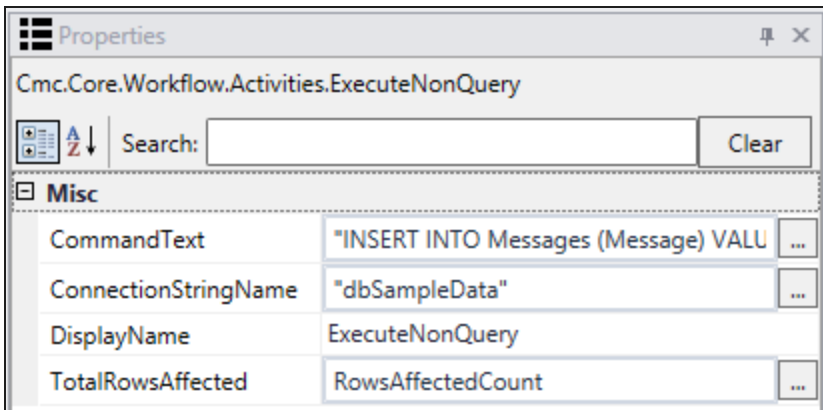 Properties
Cmc.Core.Workflow.Activities.ExecuteNonQuery
Search: Clear
Misc
CommandText "INSERT INTO Messages (Message) VALU ...
ConnectionStringName "dbSampleData" ...
DisplayName ExecuteNonQuery
TotalRowsAffected RowsAffectedCount ...